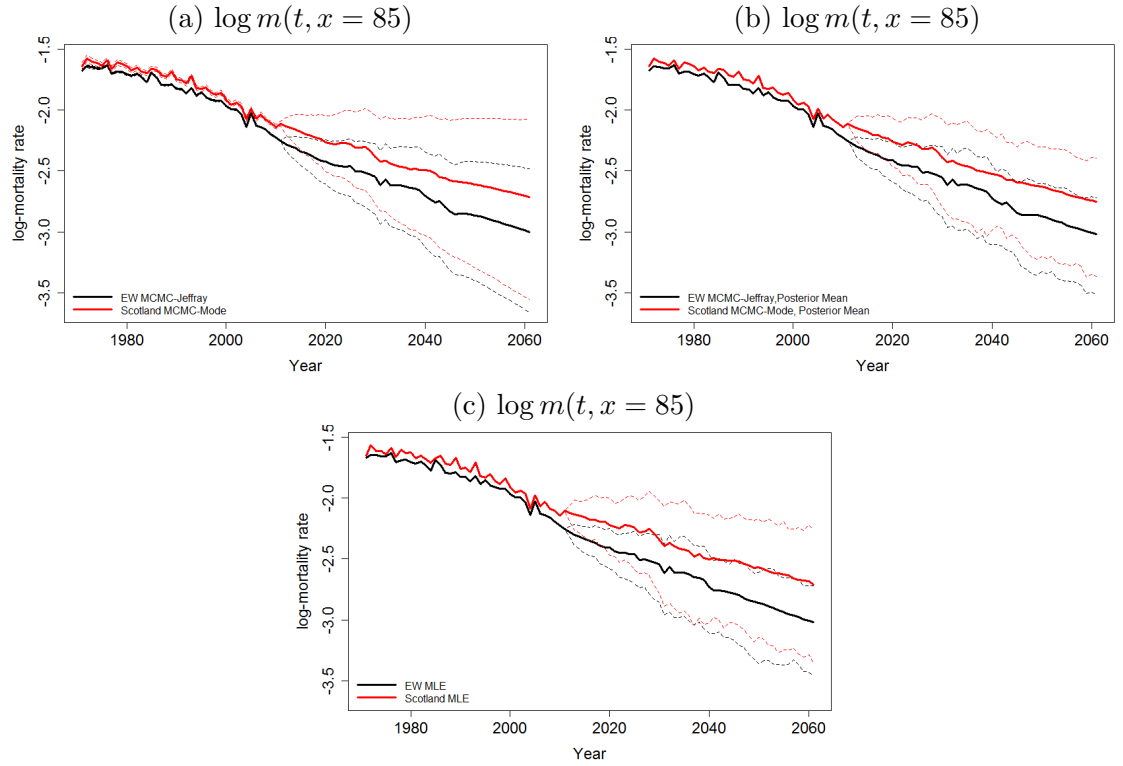 (a) log m(t, x = 85)
-1.5
-2.0
-2.5
-3.0
-3.5
log-mortality rate
EW MCMC-Jeffray
Scotland MCMC-Mode
1980 2000 2020 2040 2060
Year
(b) log m(t, x = 85)
-1.5
-2.0
-2.5
-3.0
-3.5
log-mortality rate
EW MCMC-Jeffray,Posterior Mean
Scotland MCMC-Mode, Posterior Mean
1980 2000 2020 2040 2060
Year
(c) log m(t, x = 85)
-1.5
-2.0
-2.5
-3.0
-3.5
log-mortality rate
EW MLE
Scotland MLE
1980 2000 2020 2040 2060
Year